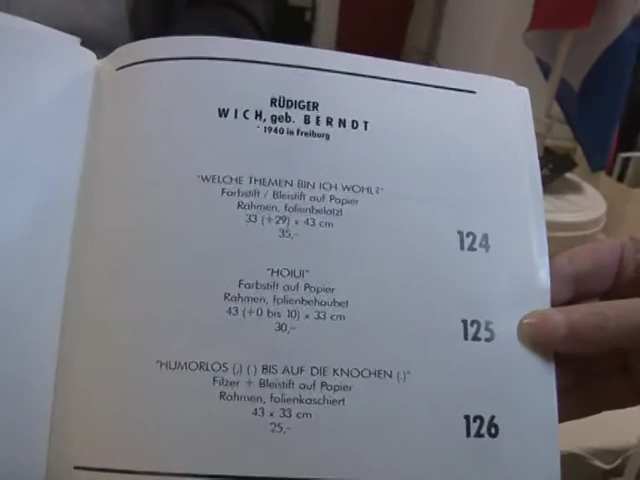 RÜDIGER
WICH, geb. BERNDT
* 1940 in Freiburg
"WELCHE THEMEN BIN ICH WOHL?"
Farbstift / Bleistift auf Papier
Rahmen, folienbelatzt
33 (+29) x 43 cm
35,-
124
"HOIUI"
Farbstift auf Papier
Rahmen, folienbehaubet
43 (+0 bis 10) x 33 cm
30,-
125
"HUMORLOS (,) (.) BIS AUF DIE KNOCHEN (.)"
Filzer + Bleistift auf Papier
Rahmen, folienkaschiert
43 x 33 cm
25,-
126